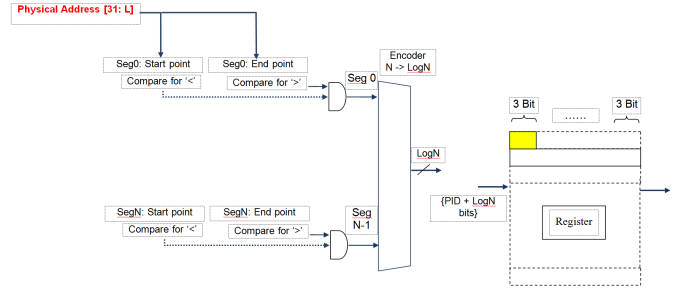 Physical Address [31: L]
Seg0: Start point
Seg0: End point
Compare for ‘<’
Compare for ‘>’
Seg 0
Encoder
N -> LogN
LogN
3 Bit
......
3 Bit
{PID + LogN
bits}
Register
SegN: Start point
SegN: End point
Compare for ‘<’
Compare for ‘>’
Seg
N-1